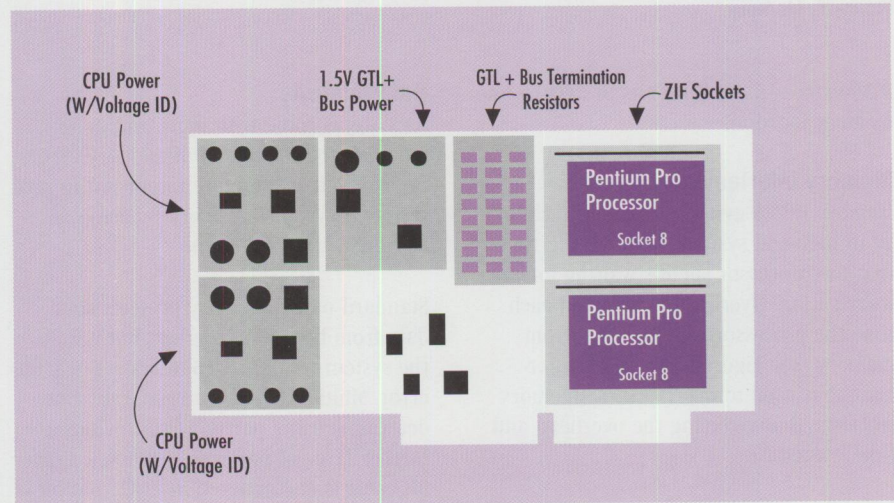 CPU Power
(W/Voltage ID)
1.5V GTL+
Bus Power
GTL + Bus Termination
Resistors
ZIF Sockets
Pentium Pro
Processor
Socket 8
Pentium Pro
Processor
Socket 8
CPU Power
(W/Voltage ID)